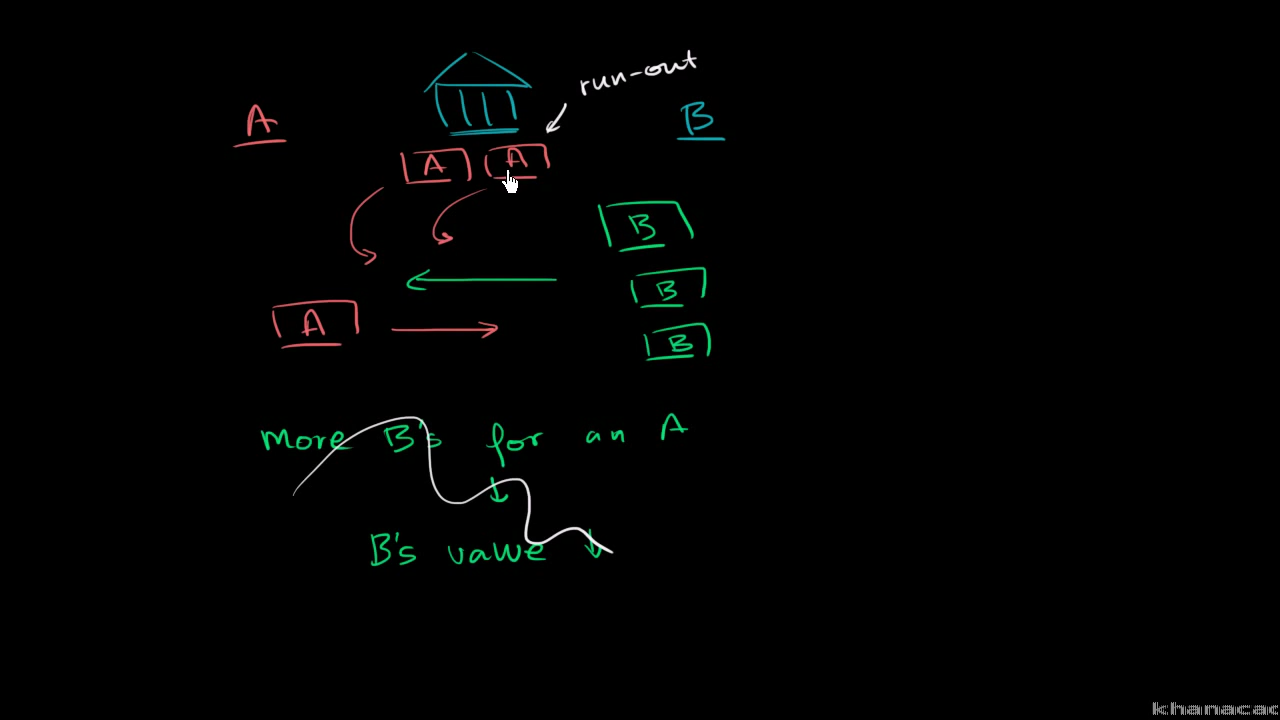 run-out
A
B
A A
B
B
A
B
more B's for an A
B's value
khanacac